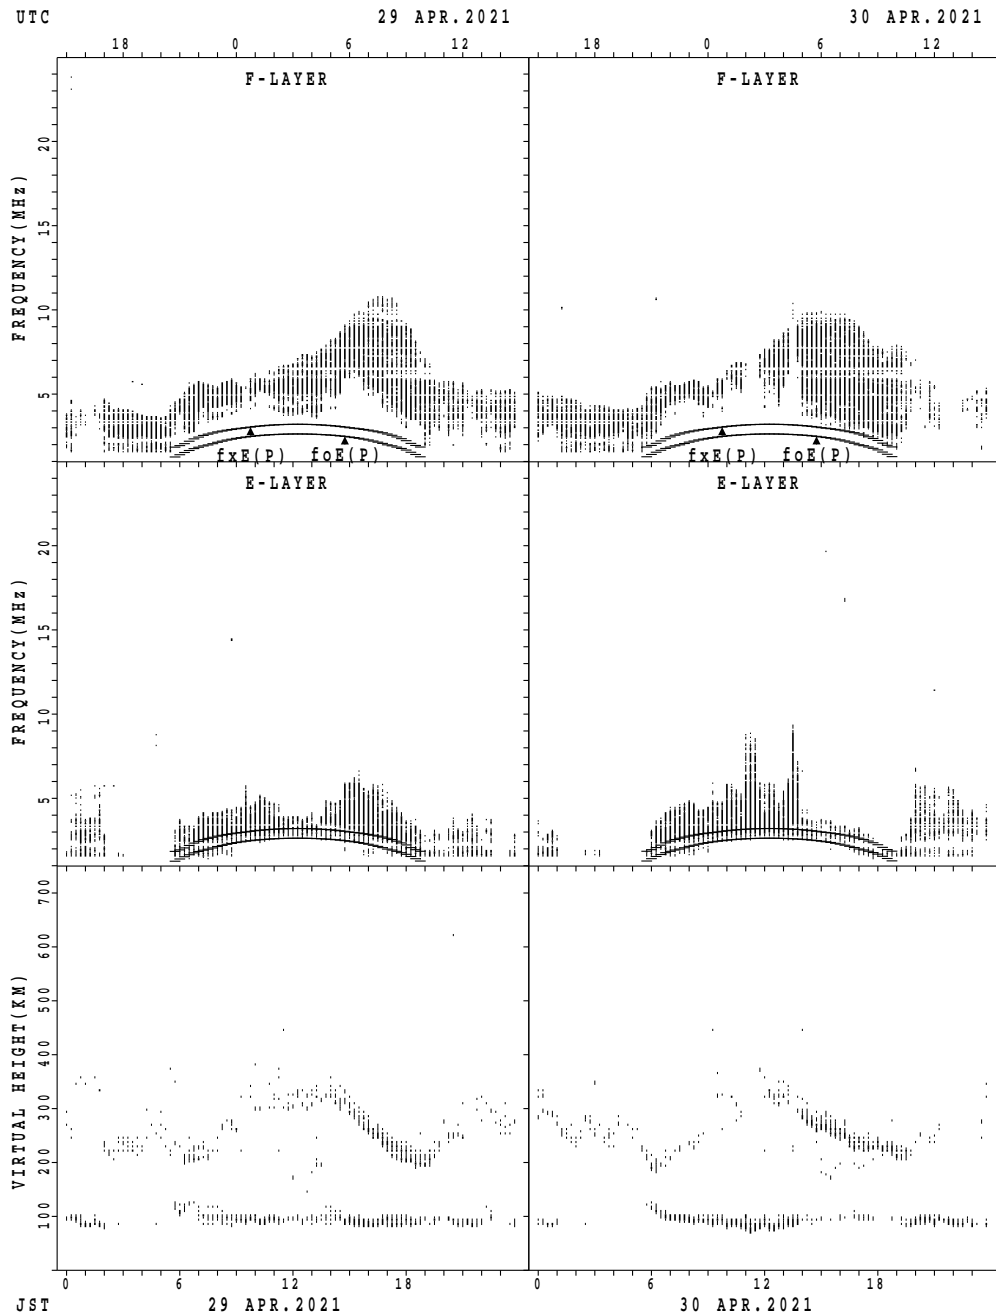 UTC 29 APR.2021 30 APR.2021
18 0 6 12 18 0 6 12
F-LAYER F-LAYER
FREQUENCY(MHz)
20
15
10
5
fxE(P) foE(P) fxE(P) foE(P)
E-LAYER E-LAYER
FREQUENCY(MHz)
20
15
10
5
VIRTUAL HEIGHT(KM)
700
600
500
400
300
200
100
0 6 12 18 0 6 12 18
JST 29 APR.2021 30 APR.2021